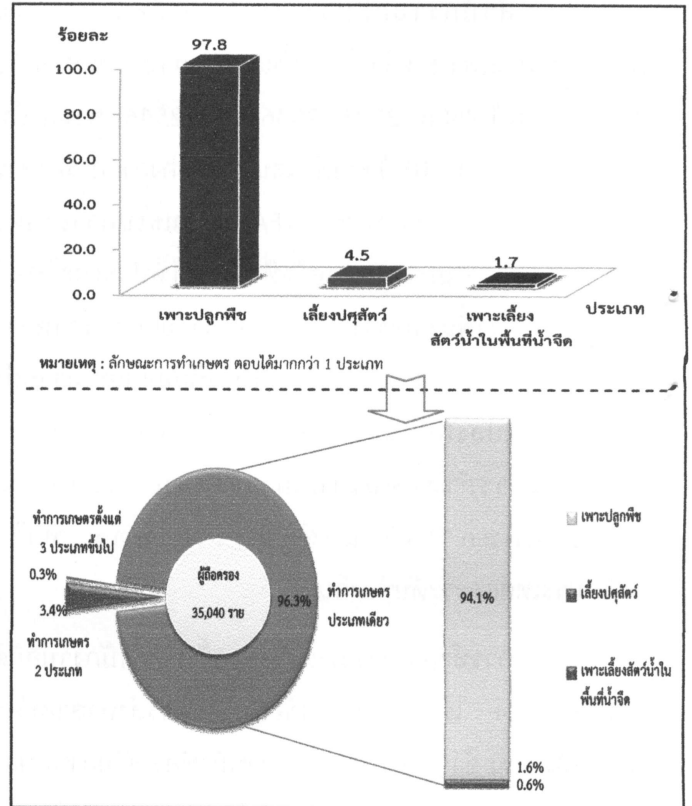 ร้อยละ
97.8
100.0
80.0
60.0
40.0
20.0
0.0
4.5
1.7
เพาะปลูกพืช
เลี้ยงปศุสัตว์
เพาะเลี้ยง
สัตว์น้ำในพื้นที่น้ำจืด
ประเภท
หมายเหตุ : ลักษณะการทำเกษตร ตอบได้มากกว่า 1 ประเภท
ทำการเกษตรตั้งแต่
3 ประเภทขึ้นไป
0.3%
3.4%
ทำการเกษตร
2 ประเภท
ผู้ถือครอง
35,040 ราย
96.3%
ทำการเกษตร
ประเภทเดียว
94.1%
1.6%
0.6%
เพาะปลูกพืช
เลี้ยงปศุสัตว์
เพาะเลี้ยงสัตว์น้ำใน
พื้นที่น้ำจืด